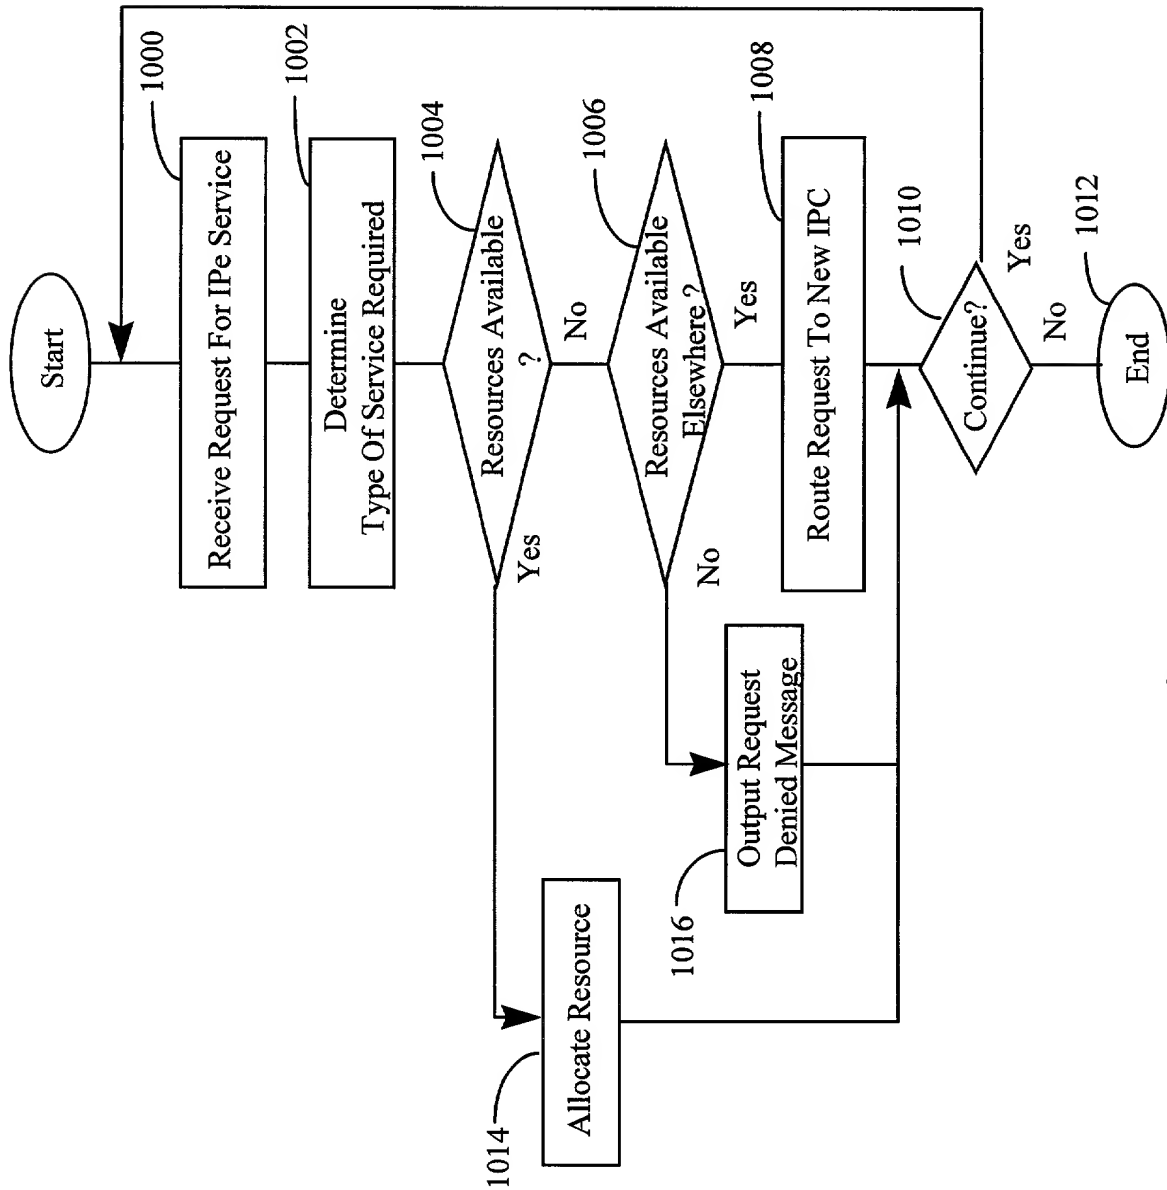 Start
1000
Receive Request For IPe Service
1002
Determine
Type Of Service Required
1004
Resources Available
?
Yes
No
1006
Resources Available
Elsewhere ?
No
Yes
1008
Route Request To New IPC
1014
Allocate Resource
1016
Output Request
Denied Message
1010
Continue?
Yes
No
1012
End